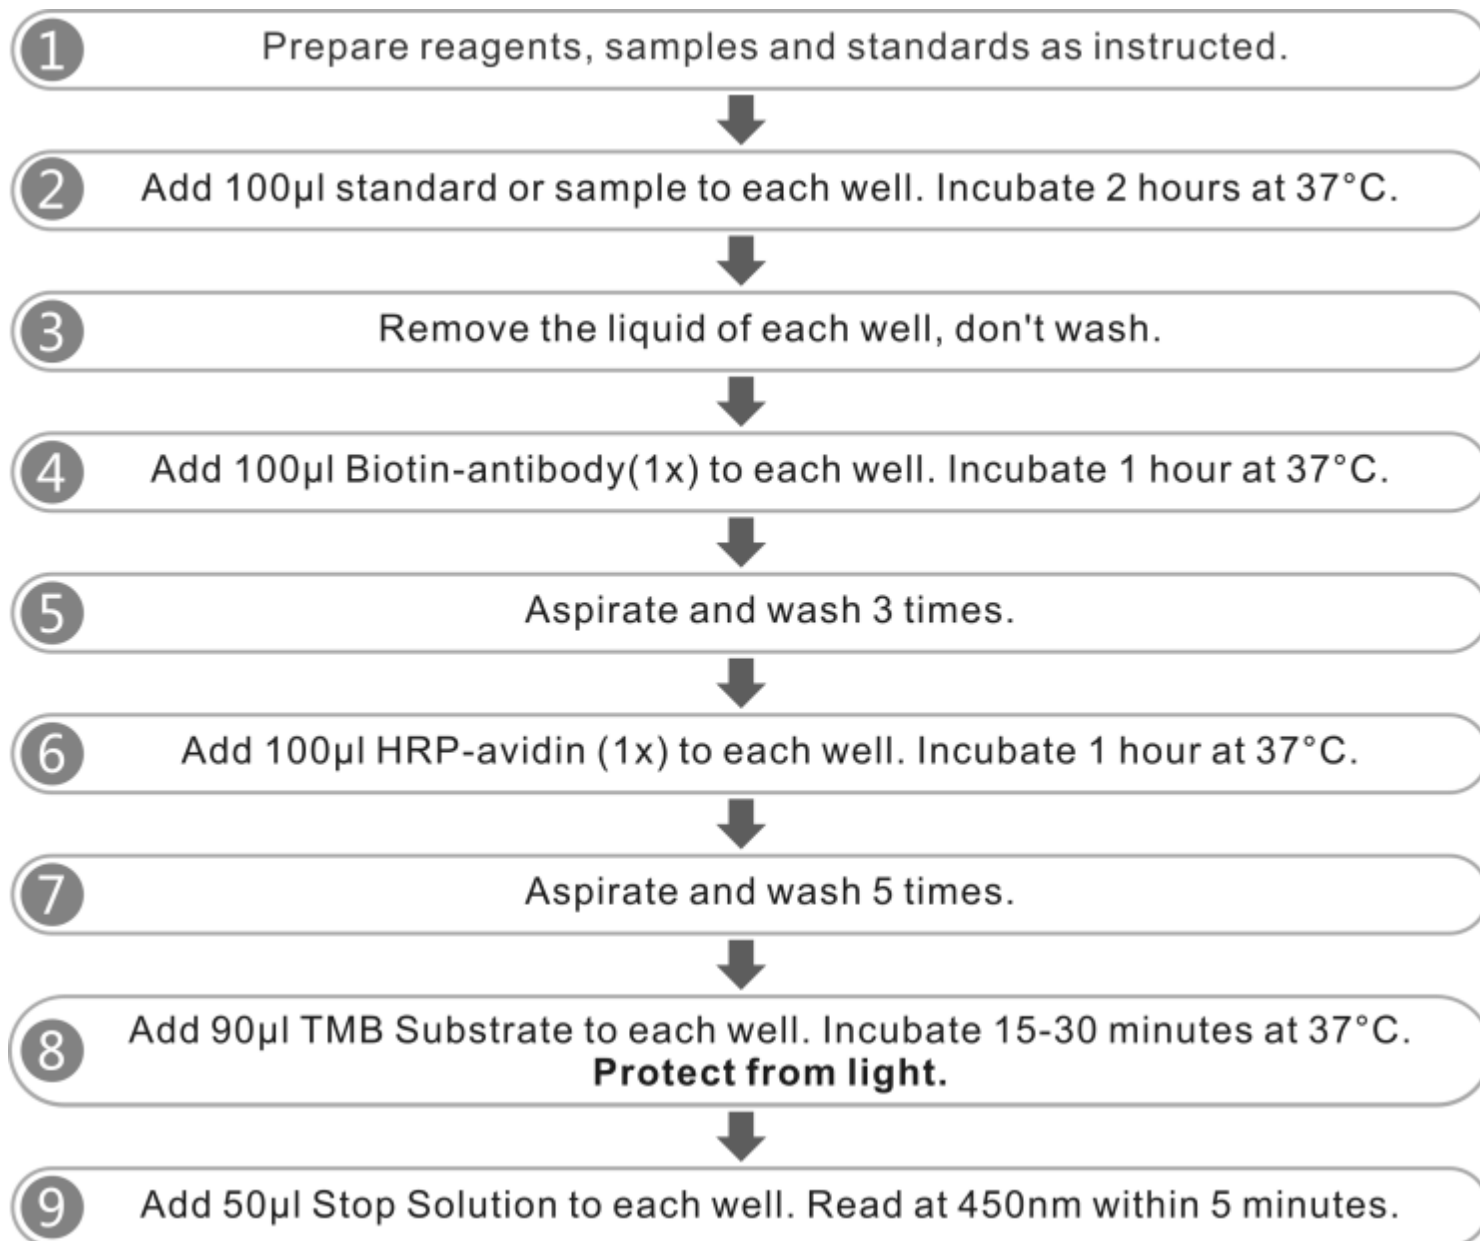 1 Prepare reagents, samples and standards as instructed.
2 Add 100µl standard or sample to each well. Incubate 2 hours at 37°C.
3 Remove the liquid of each well, don't wash.
4 Add 100µl Biotin-antibody(1x) to each well. Incubate 1 hour at 37°C.
5 Aspirate and wash 3 times.
6 Add 100µl HRP-avidin (1x) to each well. Incubate 1 hour at 37°C.
7 Aspirate and wash 5 times.
8 Add 90µl TMB Substrate to each well. Incubate 15-30 minutes at 37°C.
Protect from light.
9 Add 50µl Stop Solution to each well. Read at 450nm within 5 minutes.